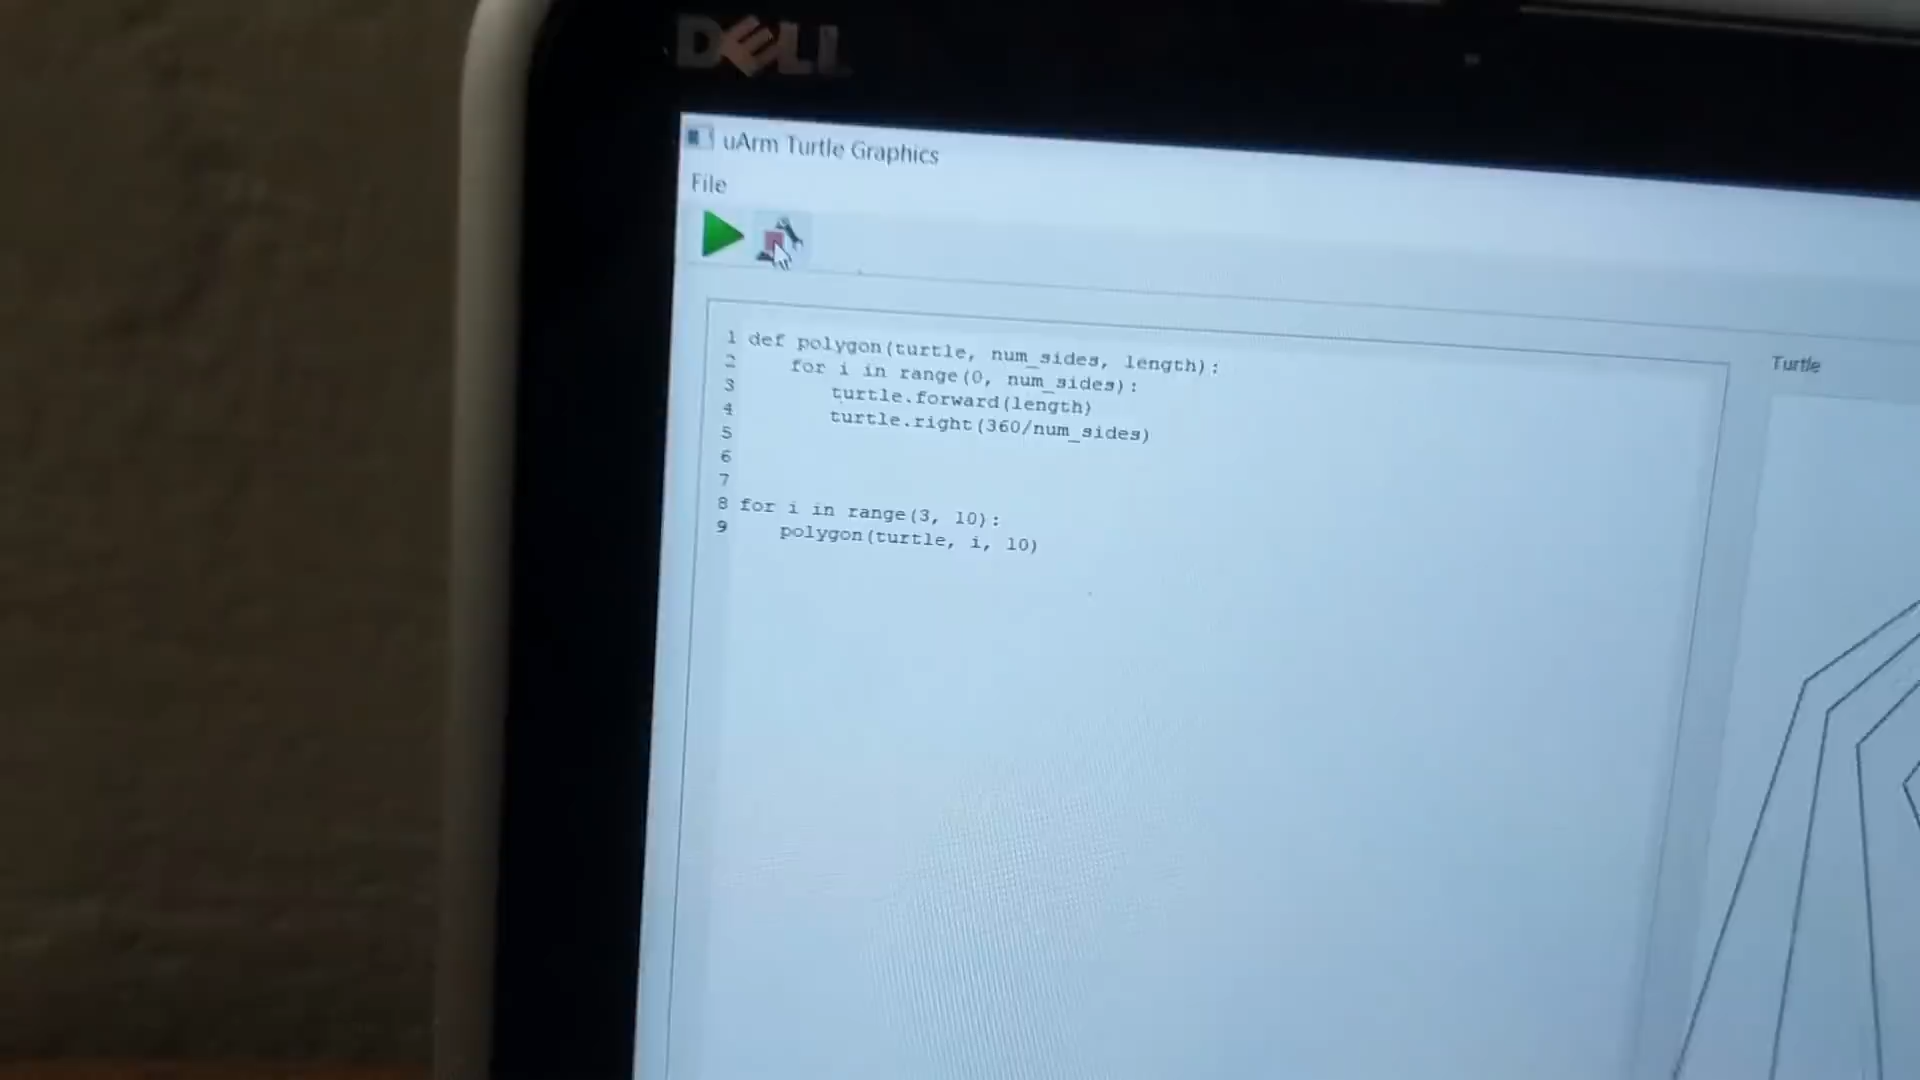 DELL
uArm Turtle Graphics
File
1 def polygon(turtle, num_sides, length):
2     for i in range(0, num_sides):
3         turtle.forward(length)
4         turtle.right(360/num_sides)
5
6
7
8 for i in range(3, 10):
9     polygon(turtle, i, 10)
Turtle